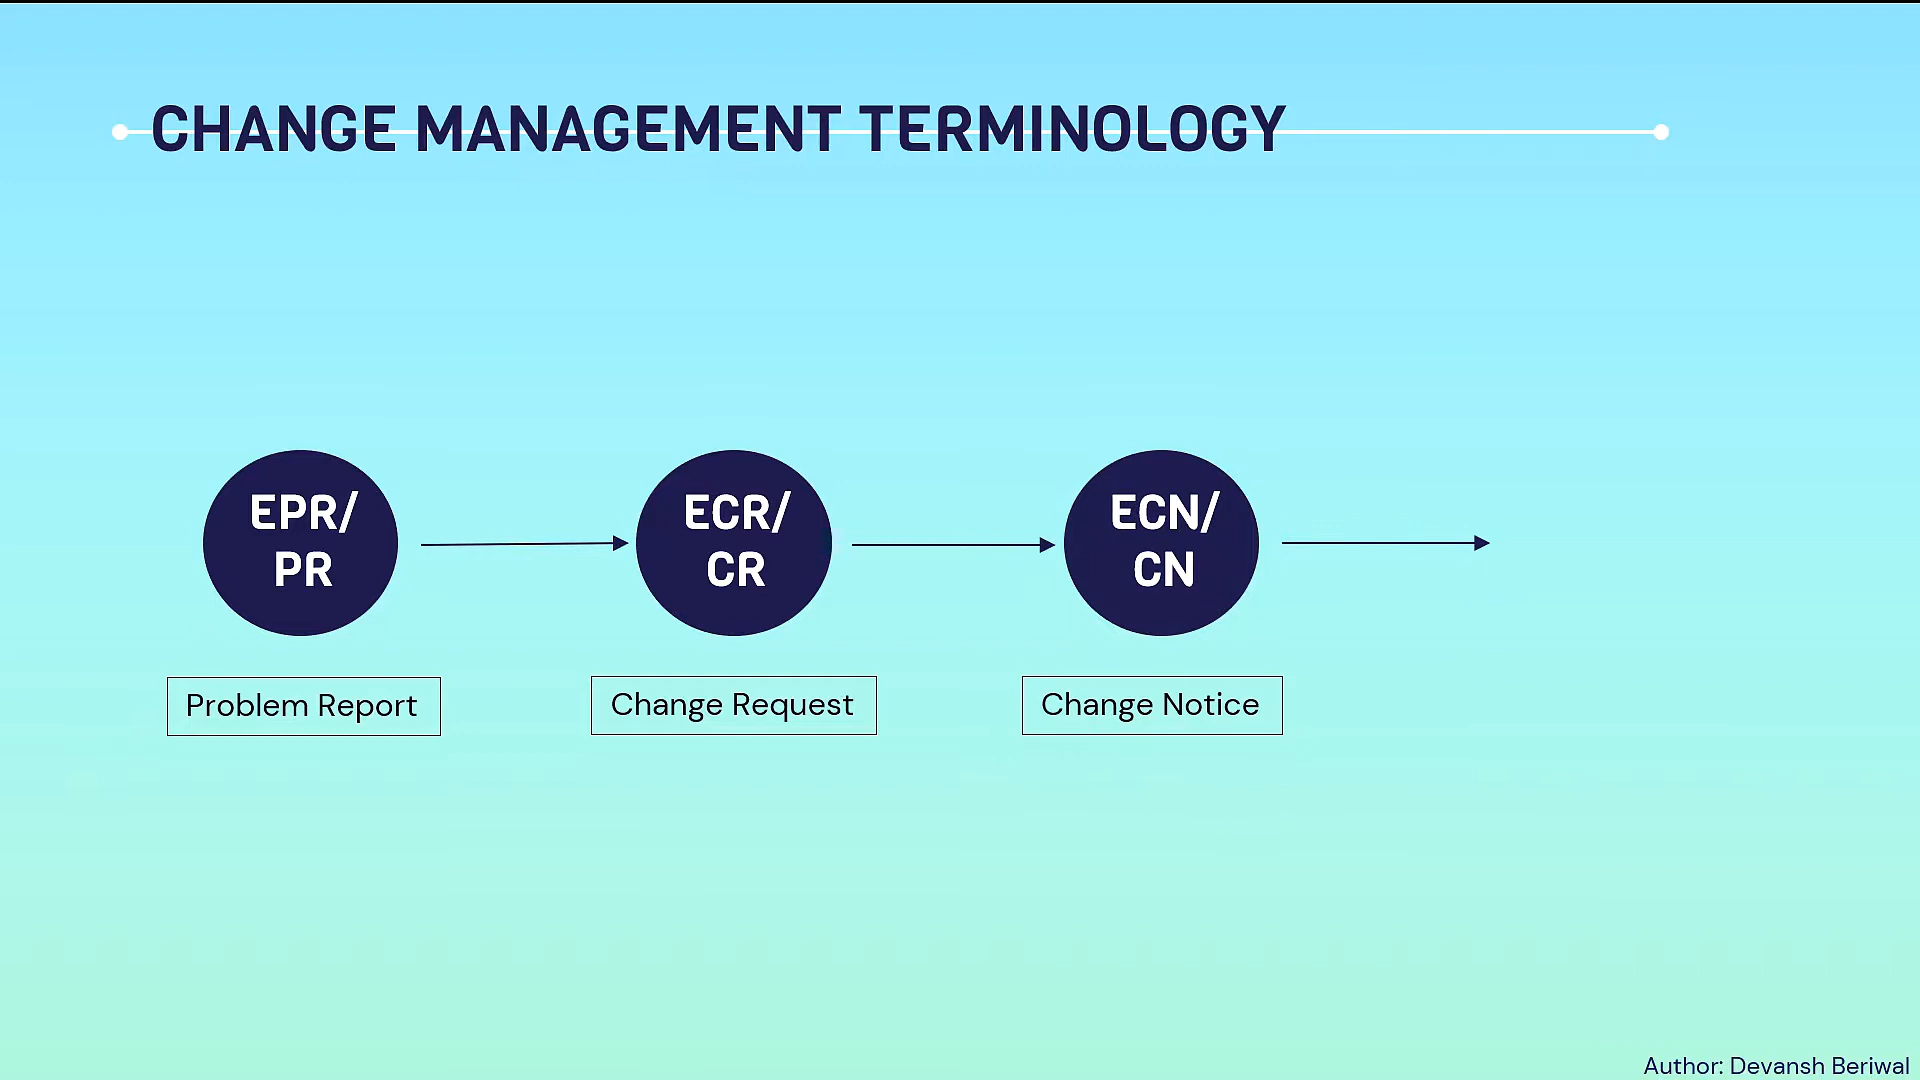 CHANGE MANAGEMENT TERMINOLOGY
EPR/
PR
ECR/
CR
ECN/
CN
Problem Report
Change Request
Change Notice
Author: Devansh Beriwal